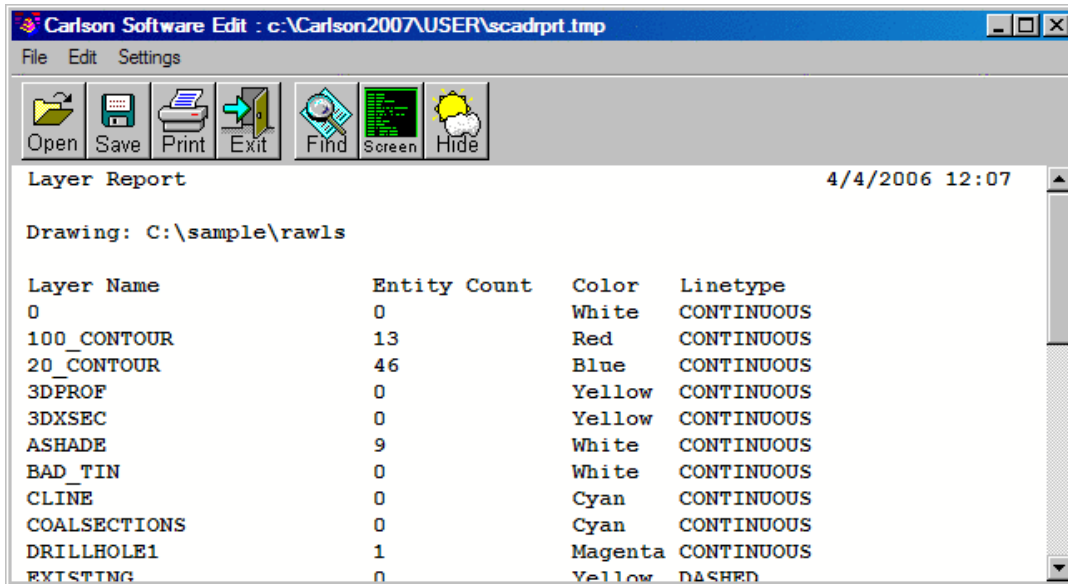 Carlson Software Edit : c:\Carlson2007\USER\scadrprt.tmp
File Edit Settings
Open Save Print Exit Find Screen Hide
Layer Report 4/4/2006 12:07
Drawing: C:\sample\rawls
Layer Name Entity Count Color Linetype
0 0 White CONTINUOUS
100_CONTOUR 13 Red CONTINUOUS
20_CONTOUR 46 Blue CONTINUOUS
3DPROF 0 Yellow CONTINUOUS
3DXSEC 0 Yellow CONTINUOUS
ASHADE 9 White CONTINUOUS
BAD_TIN 0 White CONTINUOUS
CLINE 0 Cyan CONTINUOUS
COALSECTIONS 0 Cyan CONTINUOUS
DRILLHOLE1 1 Magenta CONTINUOUS
EXISTING 0 Yellow DASHED